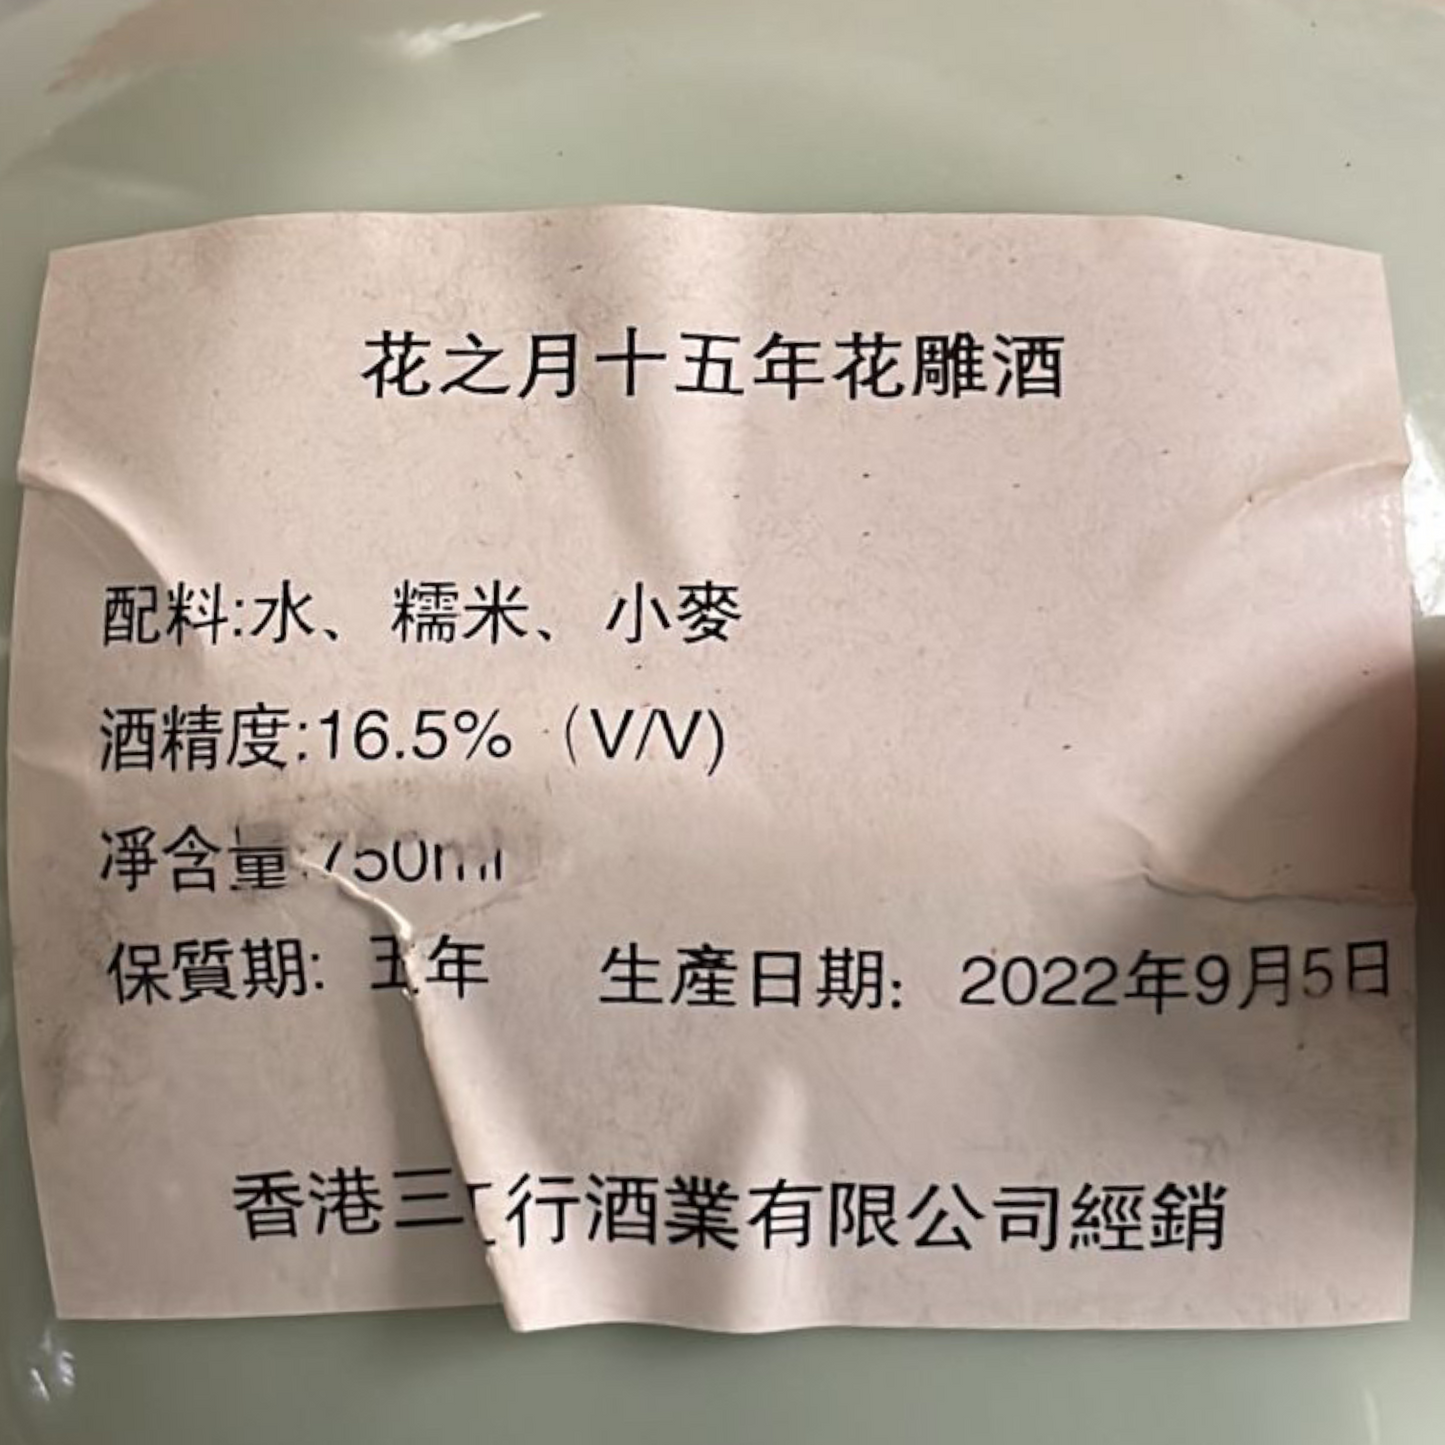 花之月十五年花雕酒
配料:水、糯米、小麥
酒精度:16.5%（V/V)
凈含量:750ml
保質期: 五年 生產日期: 2022年9月5日
香港三 行酒業有限公司經銷